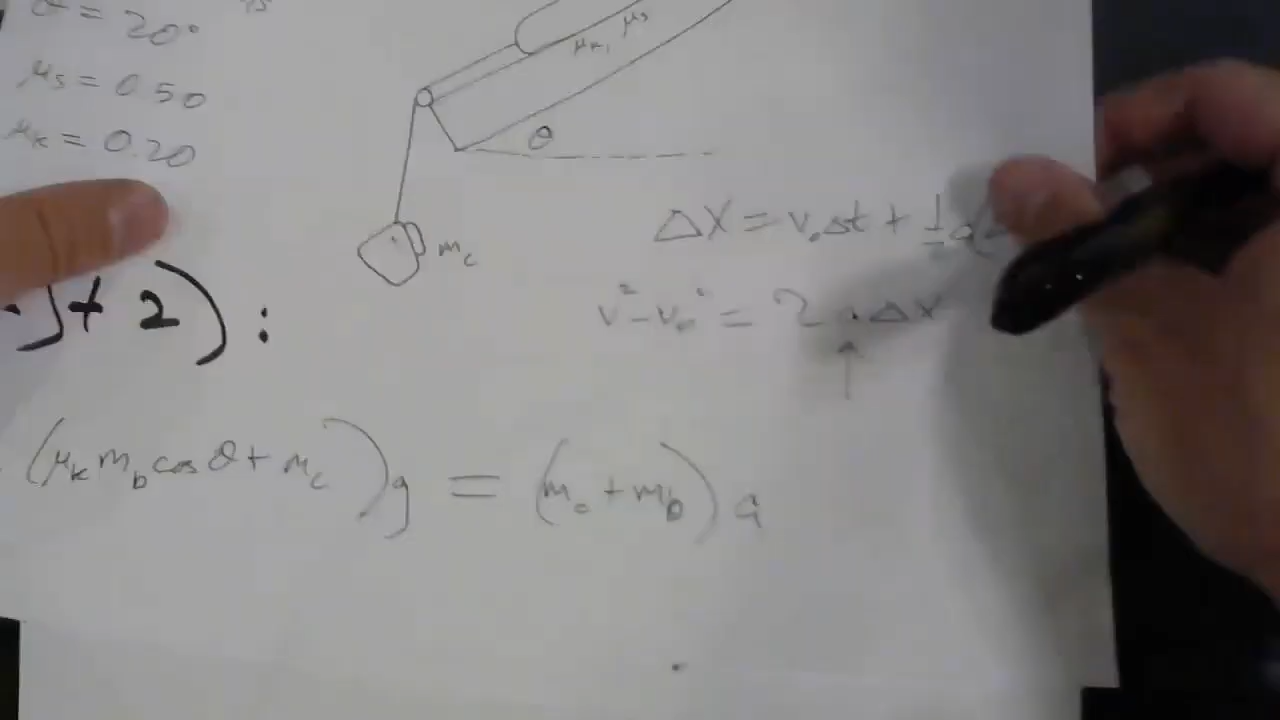 θ = 20°
μs = 0.50
μk = 0.20
μk, μs
θ
mc
Δx = v₀Δt + 1
v² - v₀² = 2 a Δx
↑
+ 2) :
(μk mb cos θ + mc) g = (mc + mb) a